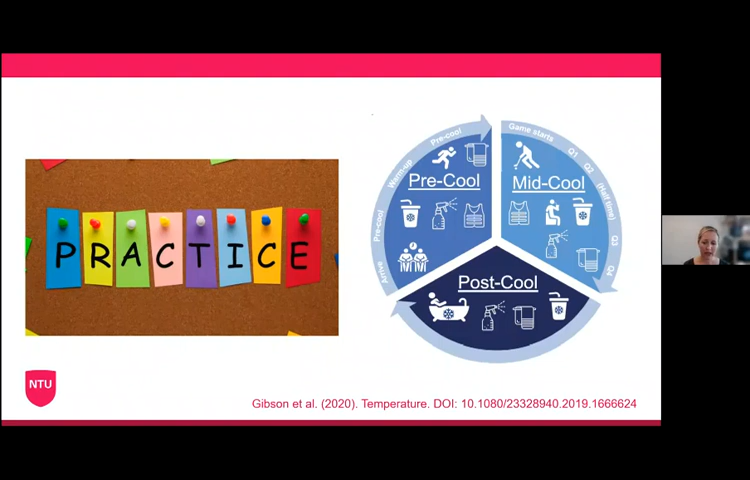 PRACTICE
Arrive
Pre-cool
Warm-up
Pre-cool
Game starts
Q1
Q2
(Half time)
Q3
Q4
Pre-Cool
Mid-Cool
Post-Cool
NTU
Gibson et al. (2020). Temperature. DOI: 10.1080/23328940.2019.1666624